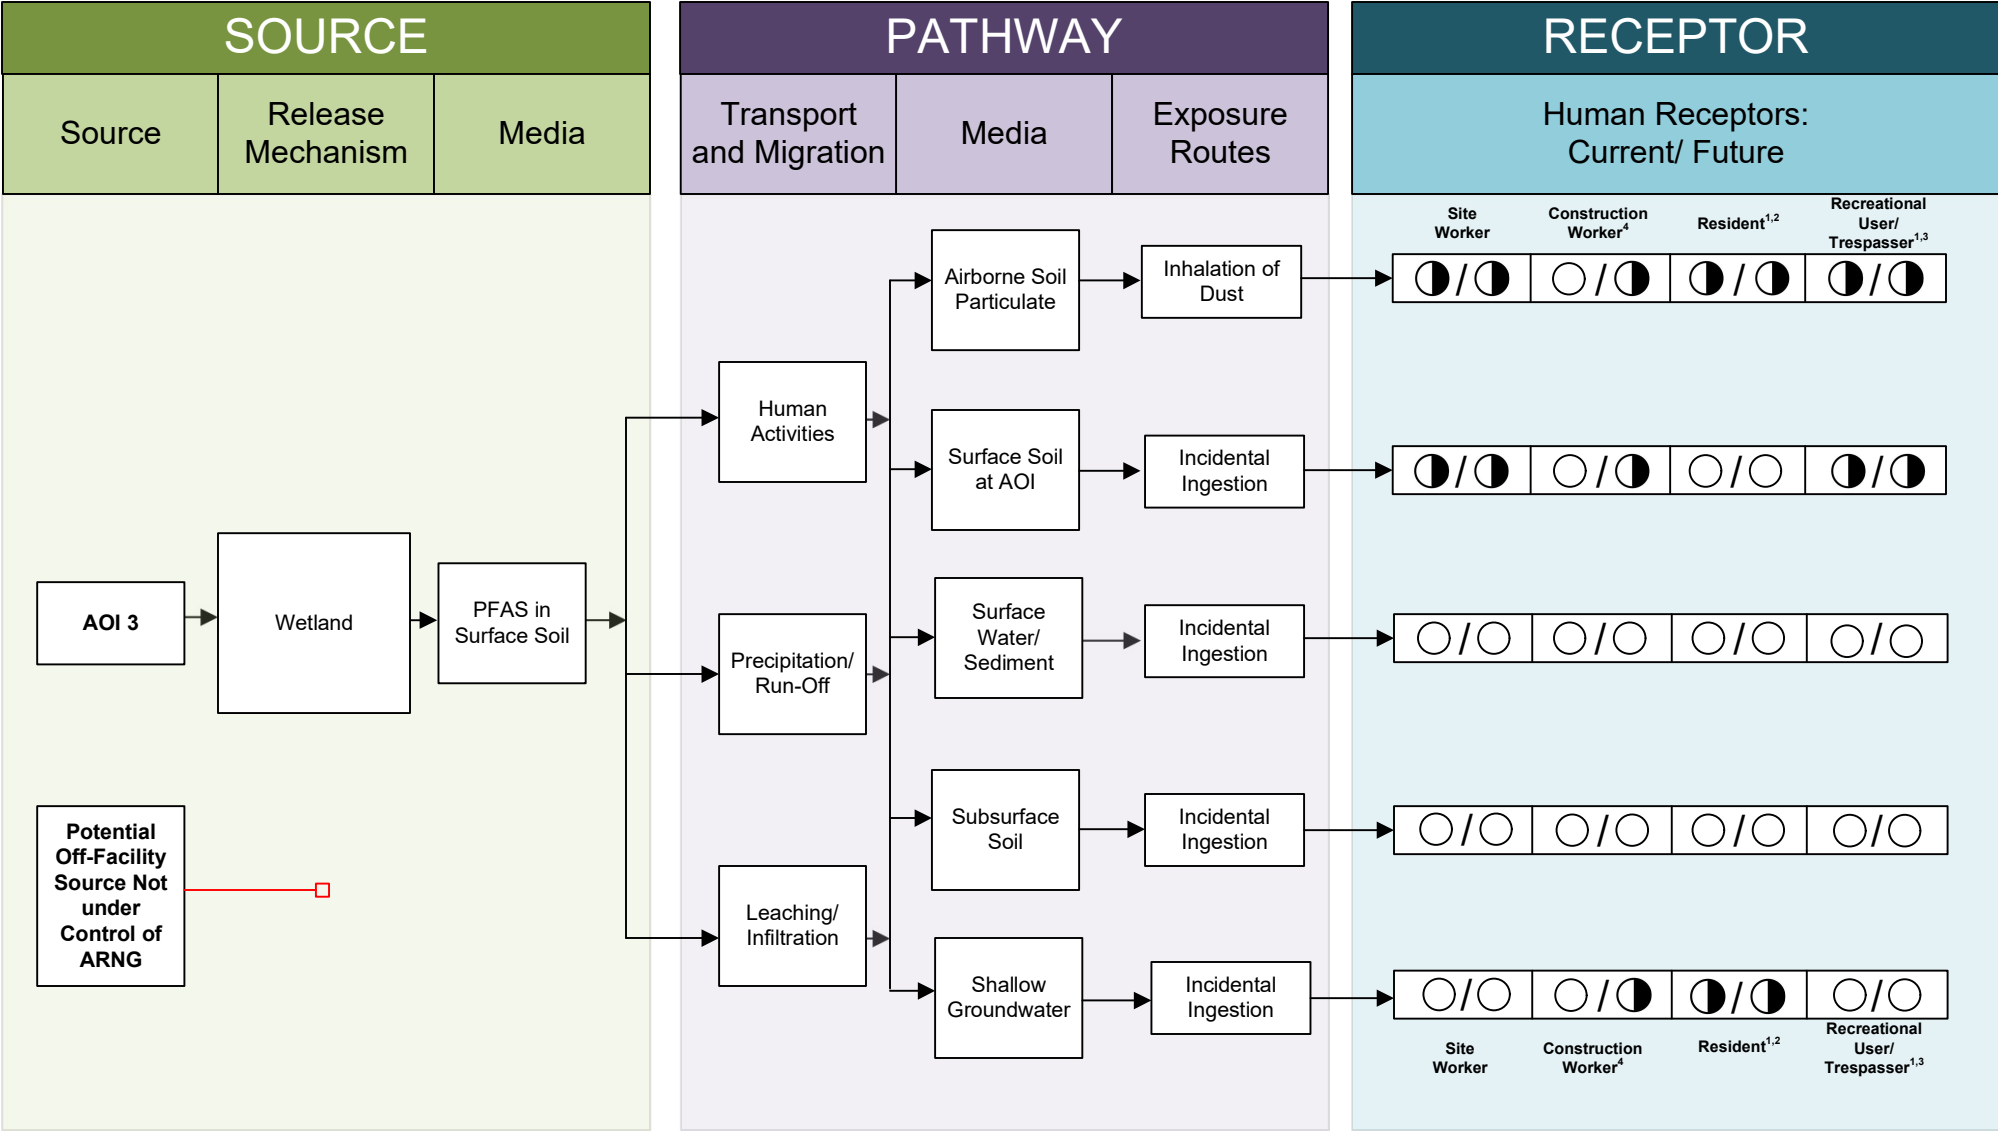 SOURCE
PATHWAY
RECEPTOR
Source
Release
Mechanism
Media
Transport
and Migration
Media
Exposure
Routes
Human Receptors:
Current/ Future
Site
Worker
Construction
Worker4
Resident1,2
Recreational
User/
Trespasser1,3
Airborne Soil
Particulate
Inhalation of
Dust
/
/
/
/
Human
Activities
Surface Soil
at AOI
Incidental
Ingestion
/
/
/
/
AOI 3
Wetland
PFAS in
Surface Soil
Precipitation/
Run-Off
Surface
Water/
Sediment
Incidental
Ingestion
/
/
/
/
Potential
Off-Facility
Source Not
under
Control of
ARNG
Subsurface
Soil
Incidental
Ingestion
/
/
/
/
Leaching/
Infiltration
Shallow
Groundwater
Incidental
Ingestion
/
/
/
/
Site
Worker
Construction
Worker4
Resident1,2
Recreational
User/
Trespasser1,3